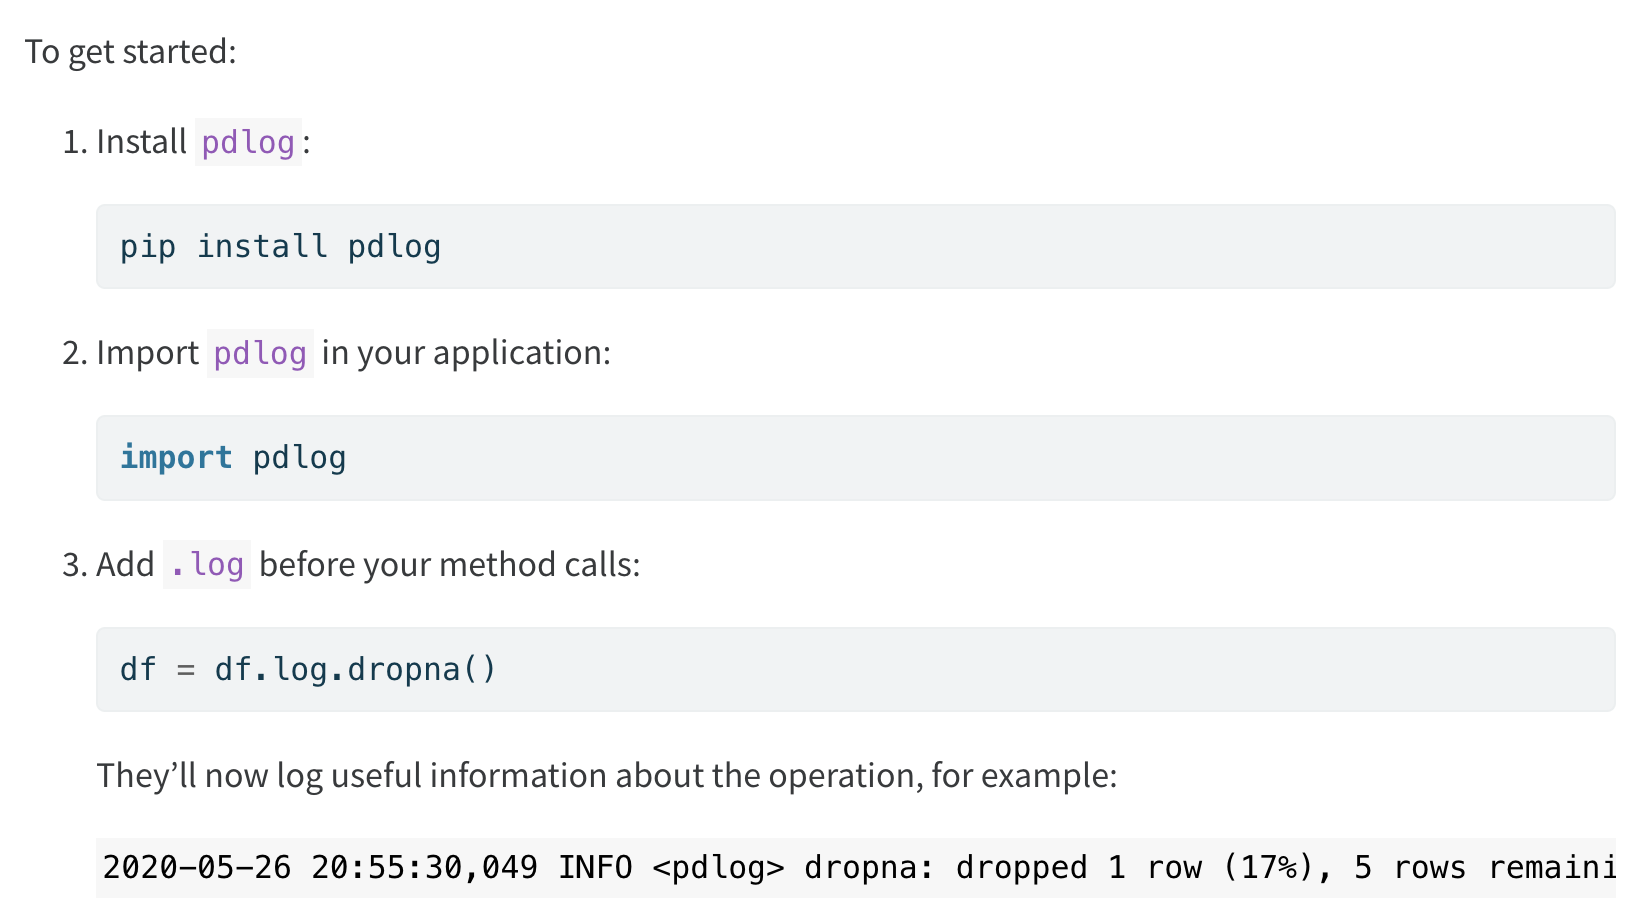 To get started:
1. Install pdlog:
pip install pdlog
2. Import pdlog in your application:
import pdlog
3. Add .log before your method calls:
df = df.log.dropna()
They’ll now log useful information about the operation, for example:
2020-05-26 20:55:30,049 INFO <pdlog> dropna: dropped 1 row (17%), 5 rows remaini